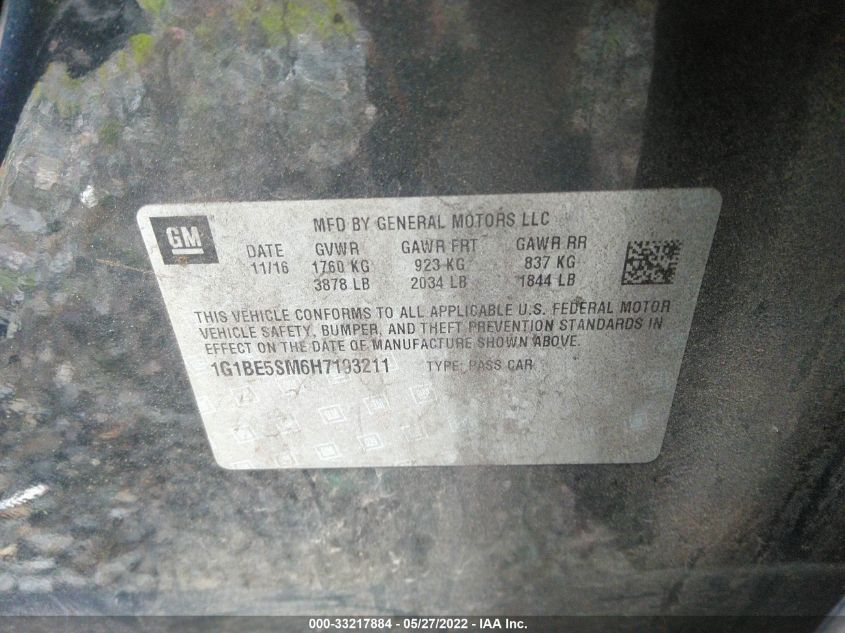 GM
MFD BY GENERAL MOTORS LLC
DATE GVWR GAWR FRT GAWR RR
11/16 1760 KG 923 KG 837 KG
3878 LB 2034 LB 1844 LB
THIS VEHICLE CONFORMS TO ALL APPLICABLE U.S. FEDERAL MOTOR
VEHICLE SAFETY, BUMPER, AND THEFT PREVENTION STANDARDS IN
EFFECT ON THE DATE OF MANUFACTURE SHOWN ABOVE.
1G1BE5SM6H7193211 TYPE: PASS CAR
000-33217884 - 05/27/2022 - IAA Inc.